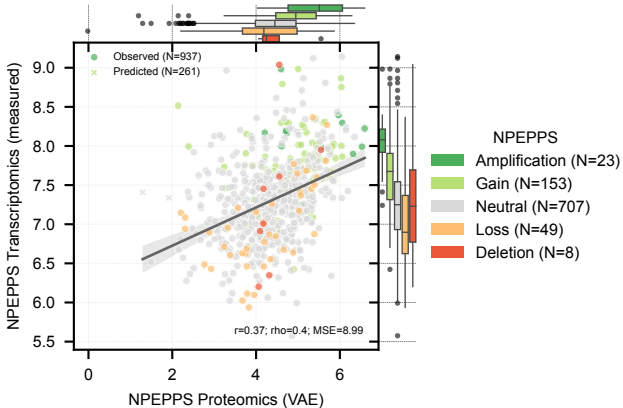 Observed (N=937)
Predicted (N=261)
9.0
8.5
8.0
7.5
7.0
6.5
6.0
5.5
NPEPPS Transcriptomics (measured)
r=0.37; rho=0.4; MSE=8.99
0 2 4 6
NPEPPS Proteomics (VAE)
NPEPPS
Amplification (N=23)
Gain (N=153)
Neutral (N=707)
Loss (N=49)
Deletion (N=8)